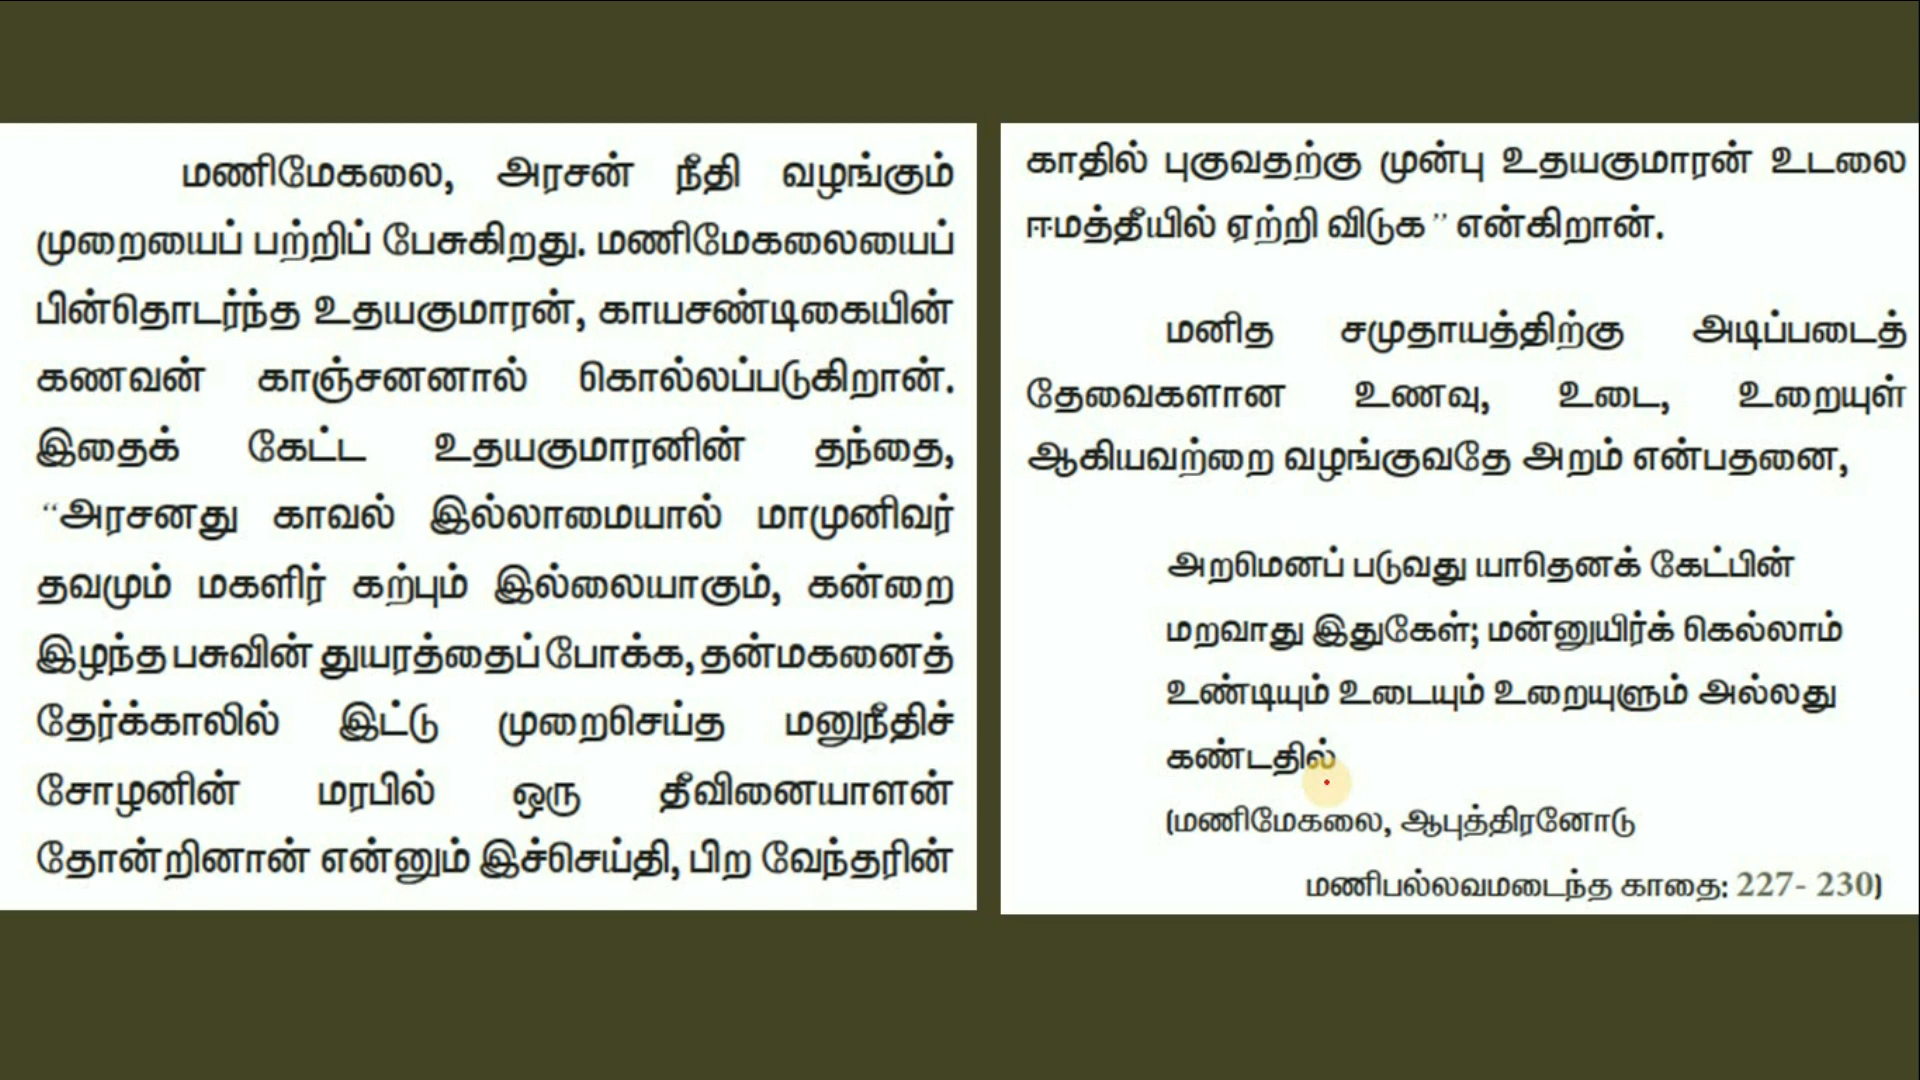 மணிமேகலை, அரசன் நீதி வழங்கும்
முறையைப் பற்றிப் பேசுகிறது. மணிமேகலையைப்
பின்தொடர்ந்த உதயகுமாரன், காயசண்டிகையின்
கணவன் காஞ்சனனால் கொல்லப்படுகிறான்.
இதைக் கேட்ட உதயகுமாரனின் தந்தை,
“அரசனது காவல் இல்லாமையால் மாமுனிவர்
தவமும் மகளிர் கற்பும் இல்லையாகும், கன்றை
இழந்த பசுவின் துயரத்தைப் போக்க, தன்மகனைத்
தேர்க்காலில் இட்டு முறைசெய்த மனுநீதிச்
சோழனின் மரபில் ஒரு தீவினையாளன்
தோன்றினான் என்னும் இச்செய்தி, பிற வேந்தரின்
காதில் புகுவதற்கு முன்பு உதயகுமாரன் உடலை
ஈமத்தீயில் ஏற்றி விடுக” என்கிறான்.
மனித சமுதாயத்திற்கு அடிப்படைத்
தேவைகளான உணவு, உடை, உறையுள்
ஆகியவற்றை வழங்குவதே அறம் என்பதனை,
அறமெனப் படுவது யாதெனக் கேட்பின்
மறவாது இதுகேள்; மன்னுயிர்க் கெல்லாம்
உண்டியும் உடையும் உறையுளும் அல்லது
கண்டதில்
(மணிமேகலை, ஆபுத்திரனோடு
மணிபல்லவமடைந்த காதை: 227- 230)